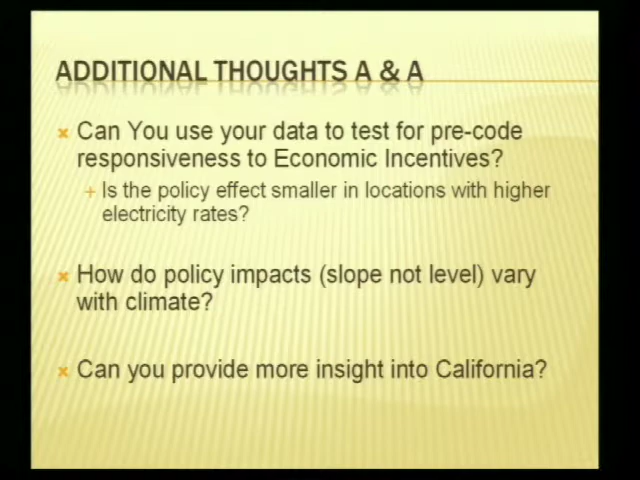 ADDITIONAL THOUGHTS A & A
Can You use your data to test for pre-code
responsiveness to Economic Incentives?
Is the policy effect smaller in locations with higher
electricity rates?
How do policy impacts (slope not level) vary
with climate?
Can you provide more insight into California?